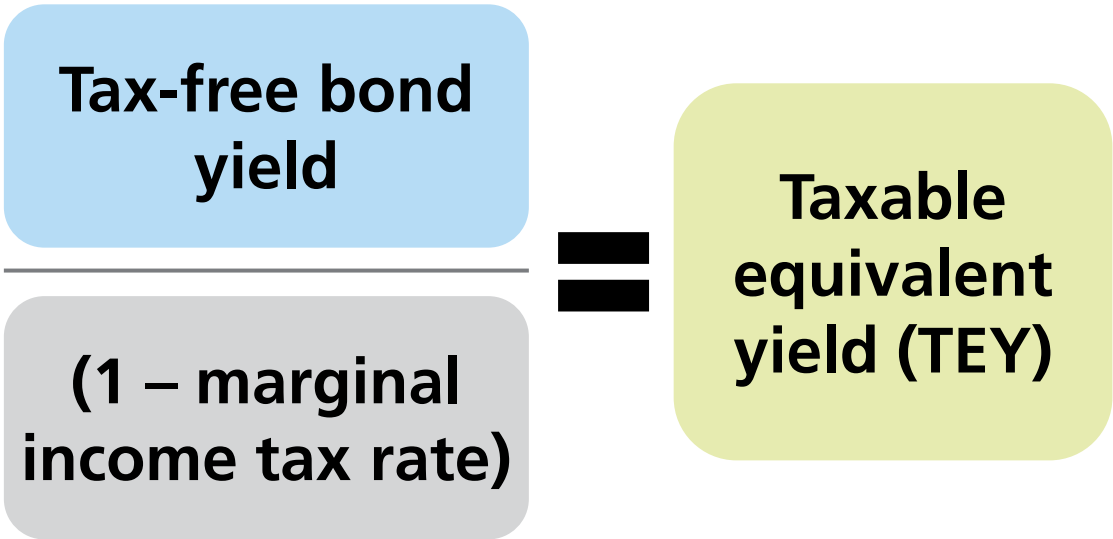 Tax-free bond
yield
(1 – marginal
income tax rate)
=
Taxable
equivalent
yield (TEY)